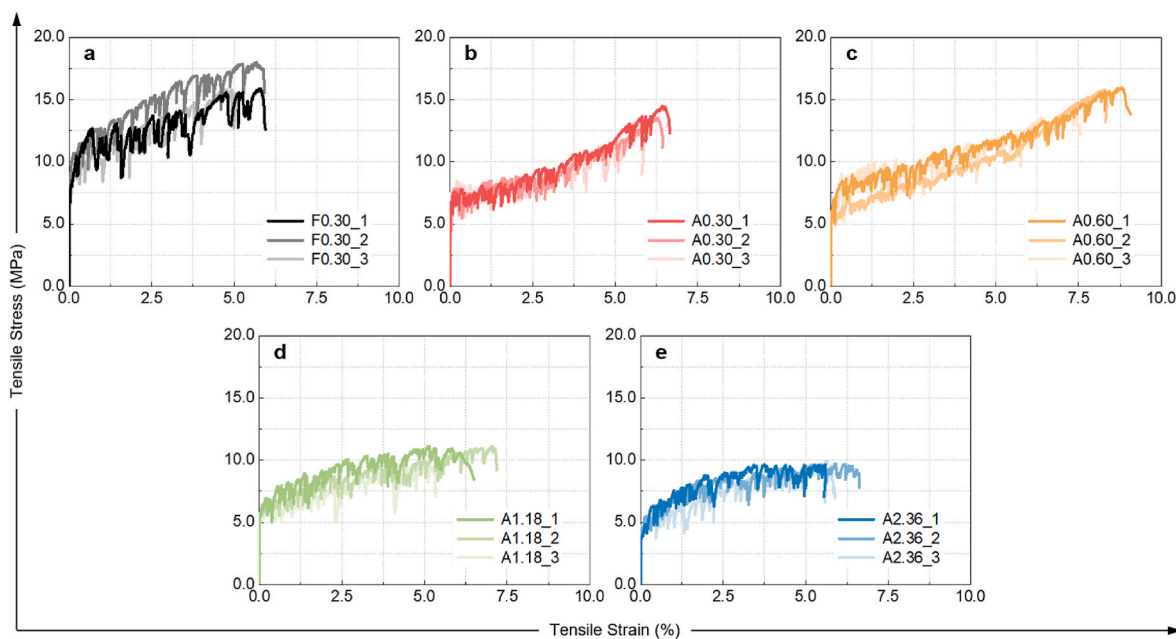 Tensile Stress (MPa)
a
20.0
15.0
10.0
5.0
0.0
F0.30_1
F0.30_2
F0.30_3
0.0 2.5 5.0 7.5 10.0
b
20.0
15.0
10.0
5.0
0.0
A0.30_1
A0.30_2
A0.30_3
0.0 2.5 5.0 7.5 10.0
c
20.0
15.0
10.0
5.0
0.0
A0.60_1
A0.60_2
A0.60_3
0.0 2.5 5.0 7.5 10.0
d
20.0
15.0
10.0
5.0
0.0
A1.18_1
A1.18_2
A1.18_3
0.0 2.5 5.0 7.5 10.0
e
20.0
15.0
10.0
5.0
0.0
A2.36_1
A2.36_2
A2.36_3
0.0 2.5 5.0 7.5 10.0
Tensile Strain (%)